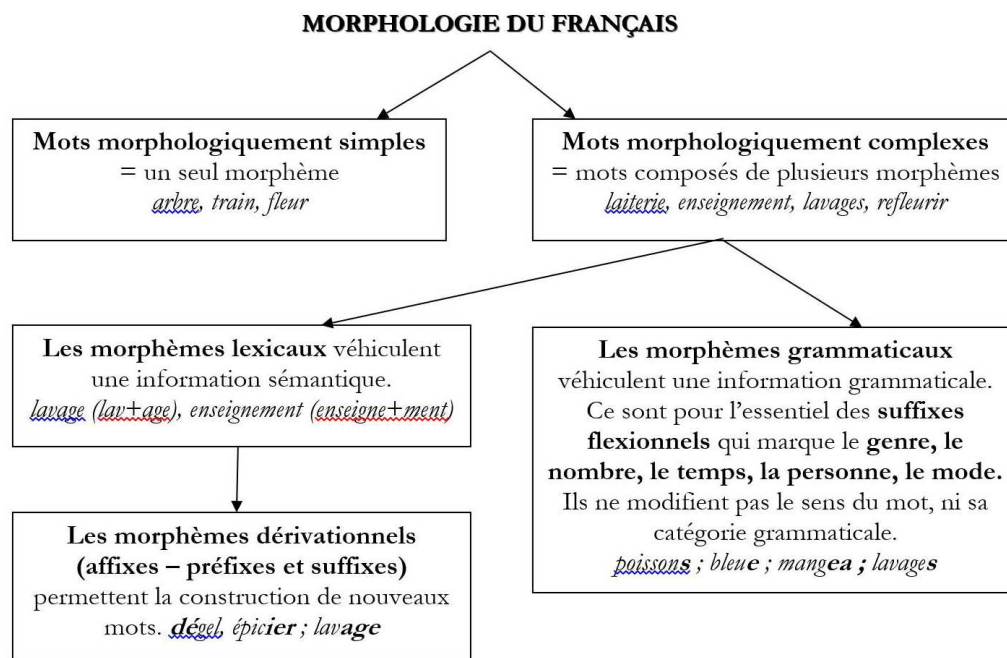 MORPHOLOGIE DU FRANÇAIS
Mots morphologiquement simples
= un seul morphème
arbre, train, fleur
Mots morphologiquement complexes
= mots composés de plusieurs morphèmes
laiterie, enseignement, lavages, refleurir
Les morphèmes lexicaux véhiculent
une information sémantique.
lavage (lav+age), enseignement (enseigne+ment)
Les morphèmes grammaticaux
véhiculent une information grammaticale.
Ce sont pour l’essentiel des suffixes
flexionnels qui marque le genre, le
nombre, le temps, la personne, le mode.
Ils ne modifient pas le sens du mot, ni sa
catégorie grammaticale.
poissons ; bleue ; mangea ; lavages
Les morphèmes dérivationnels
(affixes – préfixes et suffixes)
permettent la construction de nouveaux
mots. dégel, épicier ; lavage